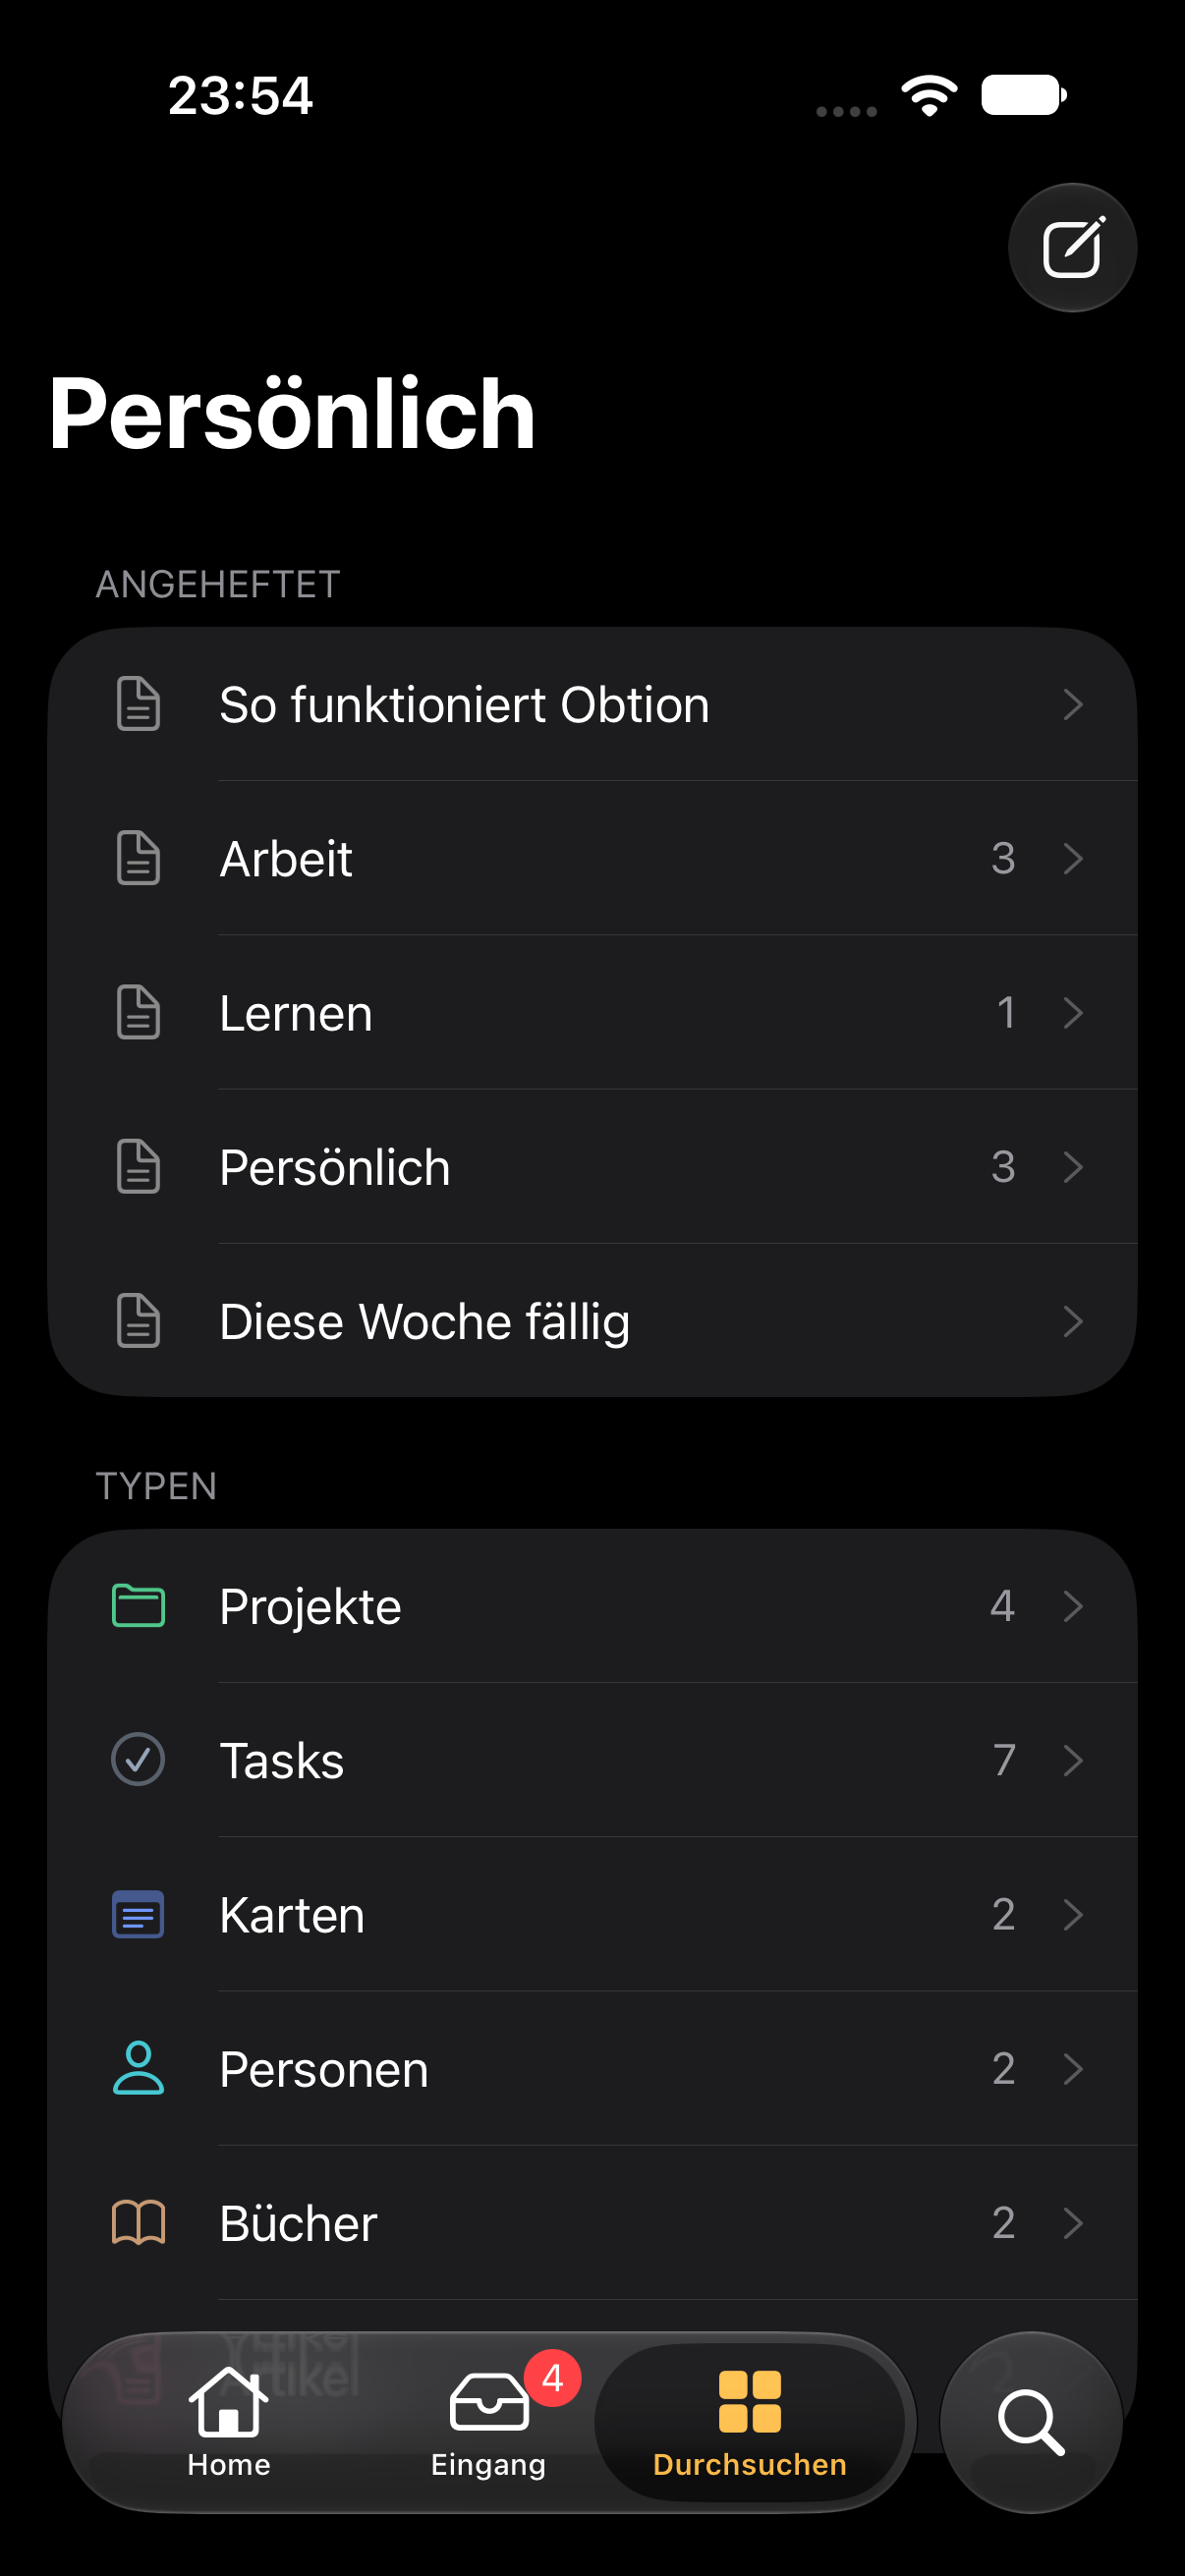 23:54
Persönlich
ANGEHEFTET
So funktioniert Obtion
Arbeit 3
Lernen 1
Persönlich 3
Diese Woche fällig
TYPEN
Projekte 4
Tasks 7
Karten 2
Personen 2
Bücher 2
Artikel
4
Home Eingang Durchsuchen